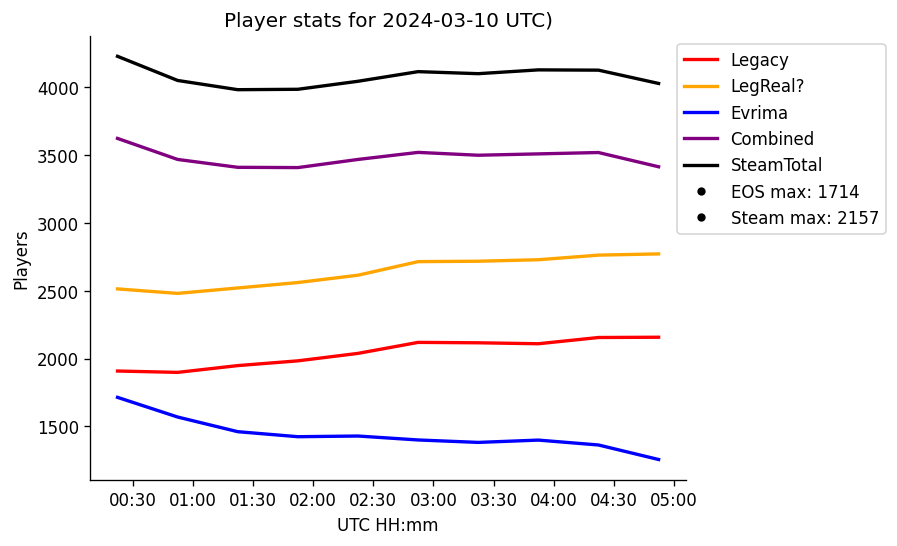 Player stats for 2024-03-10 UTC)
4000
3500
3000
2500
2000
1500
Players
00:30 01:00 01:30 02:00 02:30 03:00 03:30 04:00 04:30 05:00
UTC HH:mm
Legacy
LegReal?
Evrima
Combined
SteamTotal
EOS max: 1714
Steam max: 2157